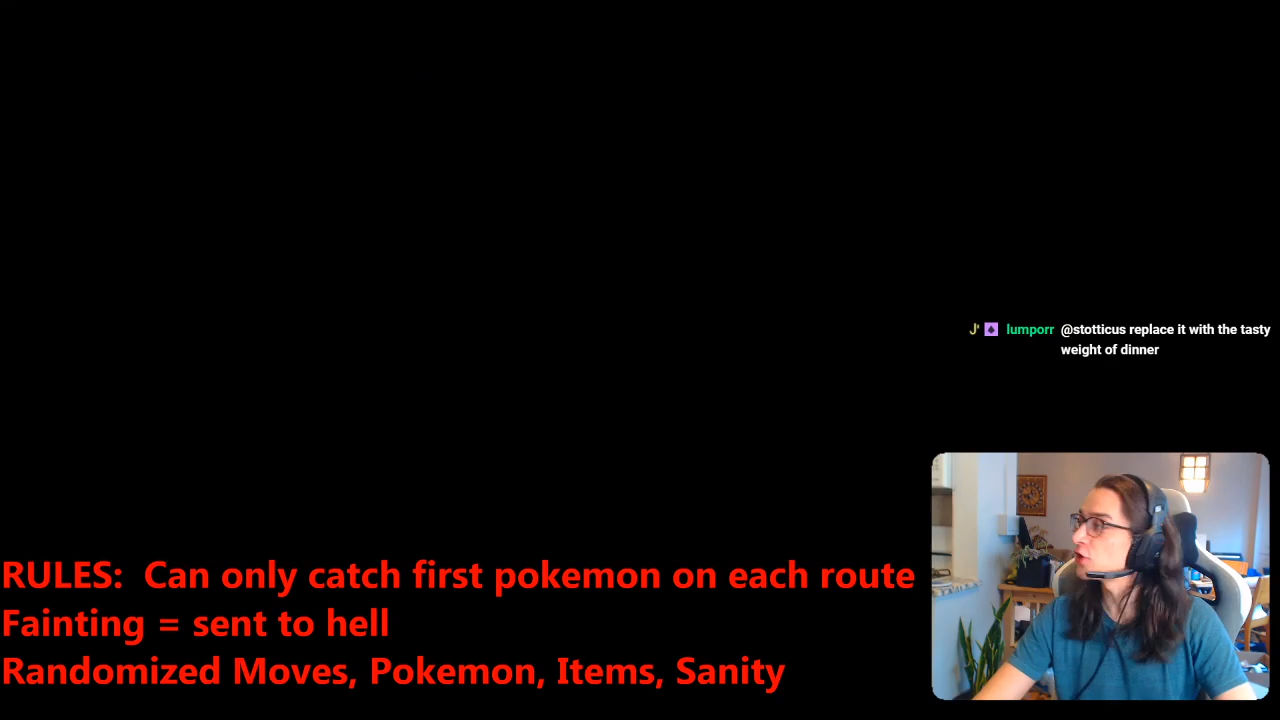 lumporr @stotticus replace it with the tasty
weight of dinner
RULES: Can only catch first pokemon on each route
Fainting = sent to hell
Randomized Moves, Pokemon, Items, Sanity